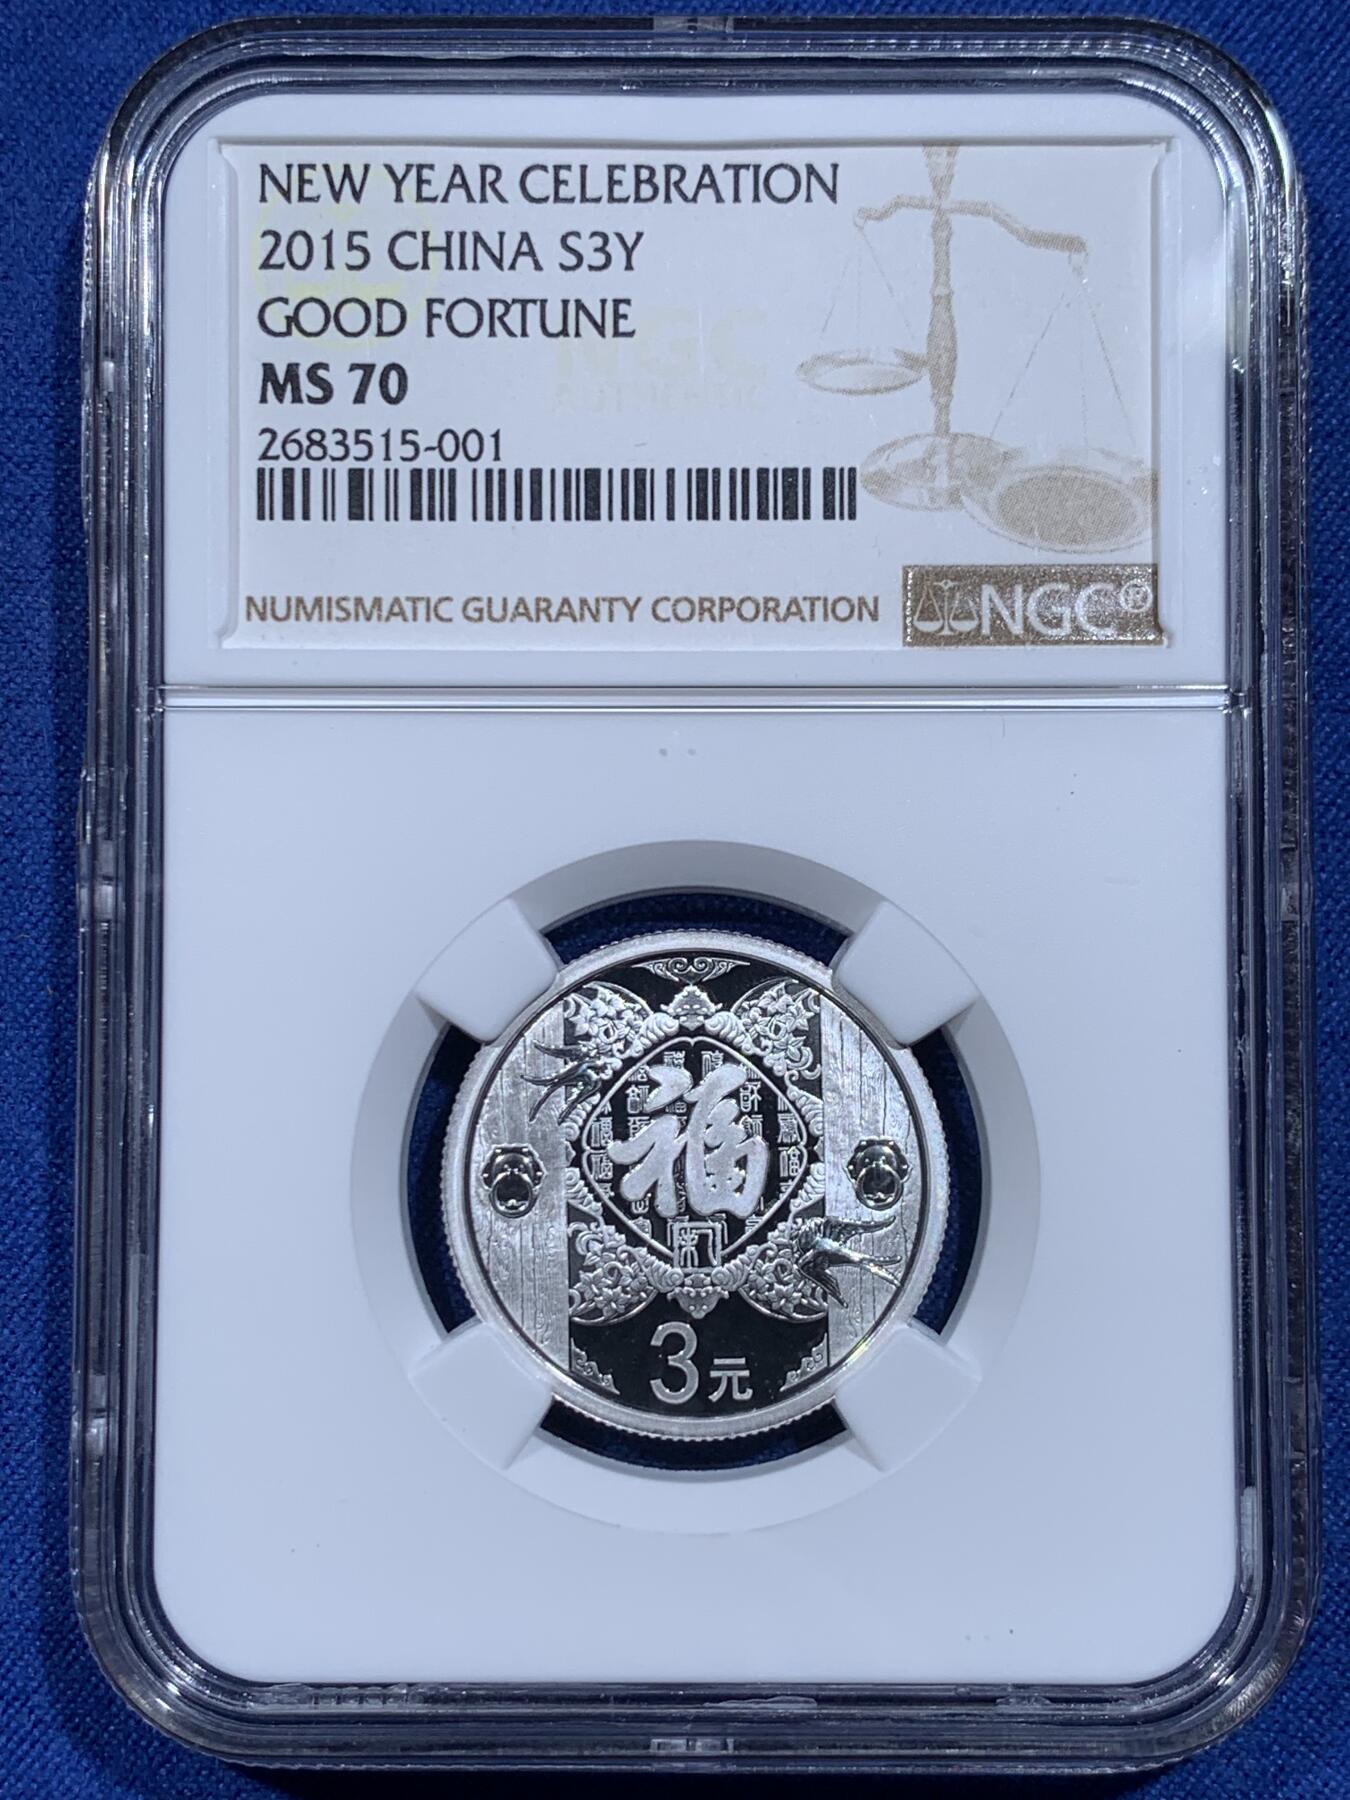 NEW YEAR CELEBRATION
2015 CHINA S3Y
GOOD FORTUNE
MS 70
2683515-001
NUMISMATIC GUARANTY CORPORATION
NGC®
福
3元